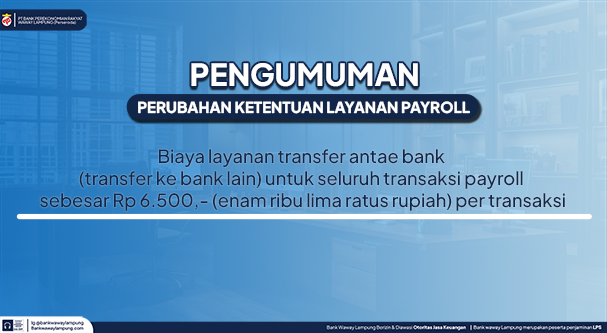 PT BANK PEREKONOMIAN RAKYAT
WAWAY LAMPUNG (Perseroda)
PENGUMUMAN
PERUBAHAN KETENTUAN LAYANAN PAYROLL
Biaya layanan transfer antae bank
(transfer ke bank lain) untuk seluruh transaksi payroll
sebesar Rp 6.500,- (enam ribu lima ratus rupiah) per transaksi
Ig @bankwawaylampung
Bankwawaylampung.com
Bank Waway Lampung Berizin & Diawasi Otoritas Jasa Keuangan | Bank waway Lampung merupakan peserta penjaminan LPS